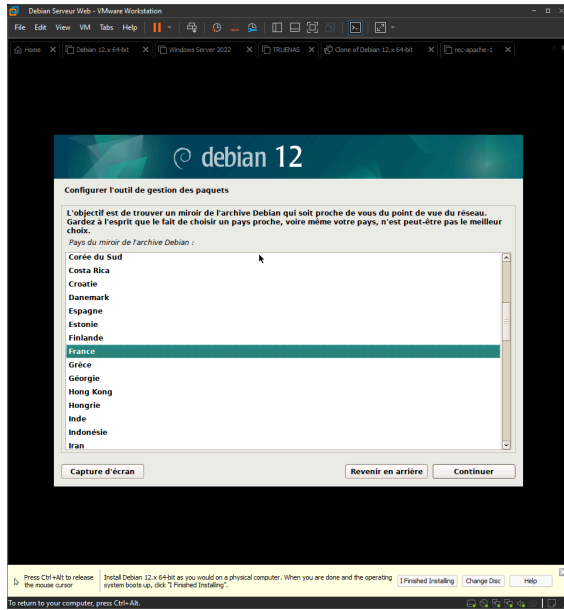 Debian Serveur Web - VMware Workstation
File Edit View VM Tabs Help
Home Debian 12.x 64-bit Windows Server 2022 TRUENAS Clone of Debian 12.x 64-bit rec-apache-1
debian 12
Configurer l'outil de gestion des paquets
L'objectif est de trouver un miroir de l'archive Debian qui soit proche de vous du point de vue du réseau.
Gardez à l'esprit que le fait de choisir un pays proche, voire même votre pays, n'est peut-être pas le meilleur
choix.
Pays du miroir de l'archive Debian :
Corée du Sud
Costa Rica
Croatie
Danemark
Espagne
Estonie
Finlande
France
Grèce
Géorgie
Hong Kong
Hongrie
Inde
Indonésie
Iran
Capture d'écran Revenir en arrière Continuer
Press Ctrl+Alt to release
the mouse cursor
Install Debian 12.x 64-bit as you would on a physical computer. When you are done and the operating
system boots up, click "I Finished Installing".
I Finished Installing Change Disc Help
To return to your computer, press Ctrl+Alt.